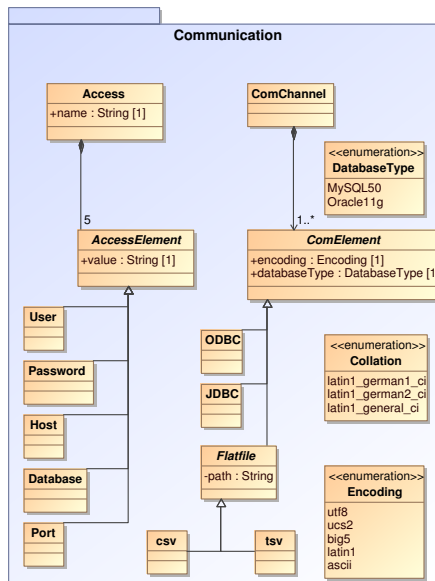 Communication
Access
+name : String [1]
ComChannel
<<enumeration>>
DatabaseType
MySQL50
Oracle11g
5
1..*
AccessElement
+value : String [1]
ComElement
+encoding : Encoding [1]
+databaseType : DatabaseType [1
User
Password
Host
Database
Port
ODBC
JDBC
Flatfile
-path : String
csv
tsv
<<enumeration>>
Collation
latin1_german1_ci
latin1_german2_ci
latin1_general_ci
<<enumeration>>
Encoding
utf8
ucs2
big5
latin1
ascii